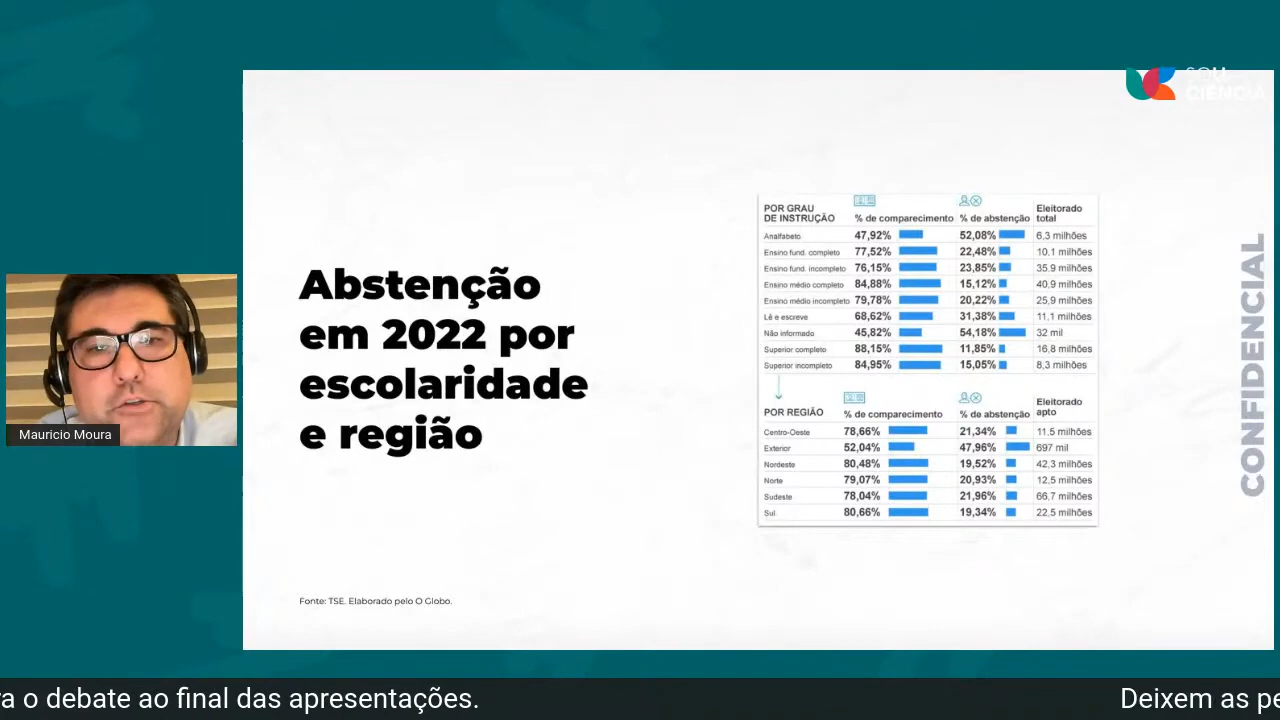 SOU
CIÊNCIA
Abstenção
em 2022 por
escolaridade
e região
POR GRAU
DE INSTRUÇÃO % de comparecimento % de abstenção Eleitorado total
Analfabeto 47,92% 52,08% 6,3 milhões
Ensino fund. completo 77,52% 22,48% 10,1 milhões
Ensino fund. incompleto 76,15% 23,85% 35,9 milhões
Ensino médio completo 84,88% 15,12% 40,9 milhões
Ensino médio incompleto 79,78% 20,22% 25,9 milhões
Lê e escreve 68,62% 31,38% 11,1 milhões
Não informado 45,82% 54,18% 32 mil
Superior completo 88,15% 11,85% 16,8 milhões
Superior incompleto 84,95% 15,05% 8,3 milhões
POR REGIÃO % de comparecimento % de abstenção Eleitorado apto
Centro-Oeste 78,66% 21,34% 11,5 milhões
Exterior 52,04% 47,96% 697 mil
Nordeste 80,48% 19,52% 42,3 milhões
Norte 79,07% 20,93% 12,5 milhões
Sudeste 78,04% 21,96% 66,7 milhões
Sul 80,66% 19,34% 22,5 milhões
CONFIDENCIAL
Mauricio Moura
Fonte: TSE. Elaborado pelo O Globo.
ra o debate ao final das apresentações. Deixem as pe